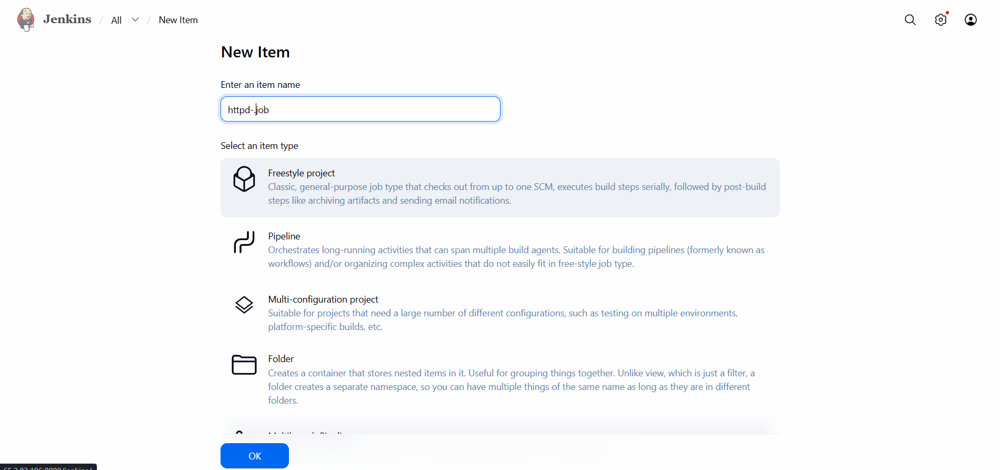 Jenkins / All / New Item
New Item
Enter an item name
httpd-.job
Select an item type
Freestyle project
Classic, general-purpose job type that checks out from up to one SCM, executes build steps serially, followed by post-build
steps like archiving artifacts and sending email notifications.
Pipeline
Orchestrates long-running activities that can span multiple build agents. Suitable for building pipelines (formerly known as
workflows) and/or organizing complex activities that do not easily fit in free-style job type.
Multi-configuration project
Suitable for projects that need a large number of different configurations, such as testing on multiple environments,
platform-specific builds, etc.
Folder
Creates a container that stores nested items in it. Useful for grouping things together. Unlike view, which is just a filter, a
folder creates a separate namespace, so you can have multiple things of the same name as long as they are in different
folders.
OK